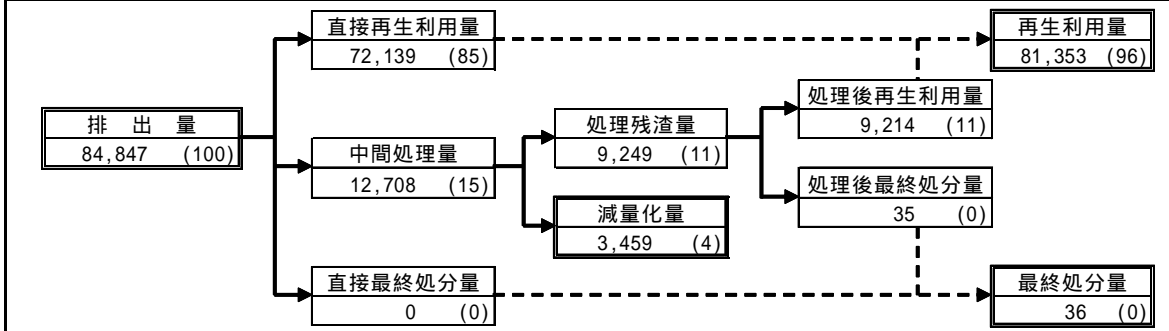 直接再生利用量
72,139 (85)
再生利用量
81,353 (96)
処理後再生利用量
9,214 (11)
排 出 量
84,847 (100)
処理残渣量
9,249 (11)
中間処理量
12,708 (15)
処理後最終処分量
35 (0)
減量化量
3,459 (4)
直接最終処分量
0 (0)
最終処分量
36 (0)